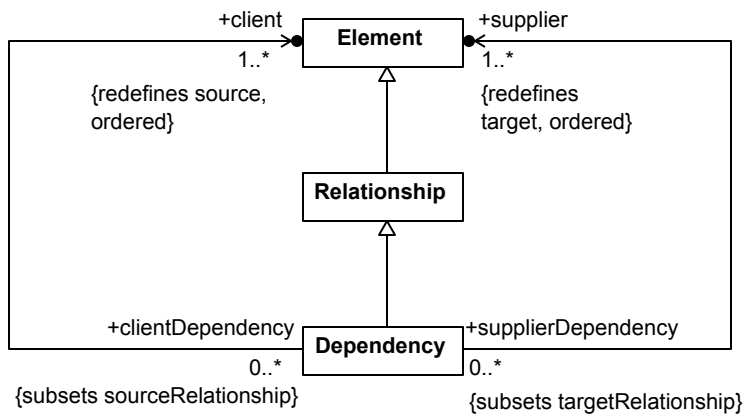 +client
Element
+supplier
1..*
1..*
{redefines source,
ordered}
{redefines
target, ordered}
Relationship
+clientDependency
Dependency
+supplierDependency
0..*
0..*
{subsets sourceRelationship}
{subsets targetRelationship}